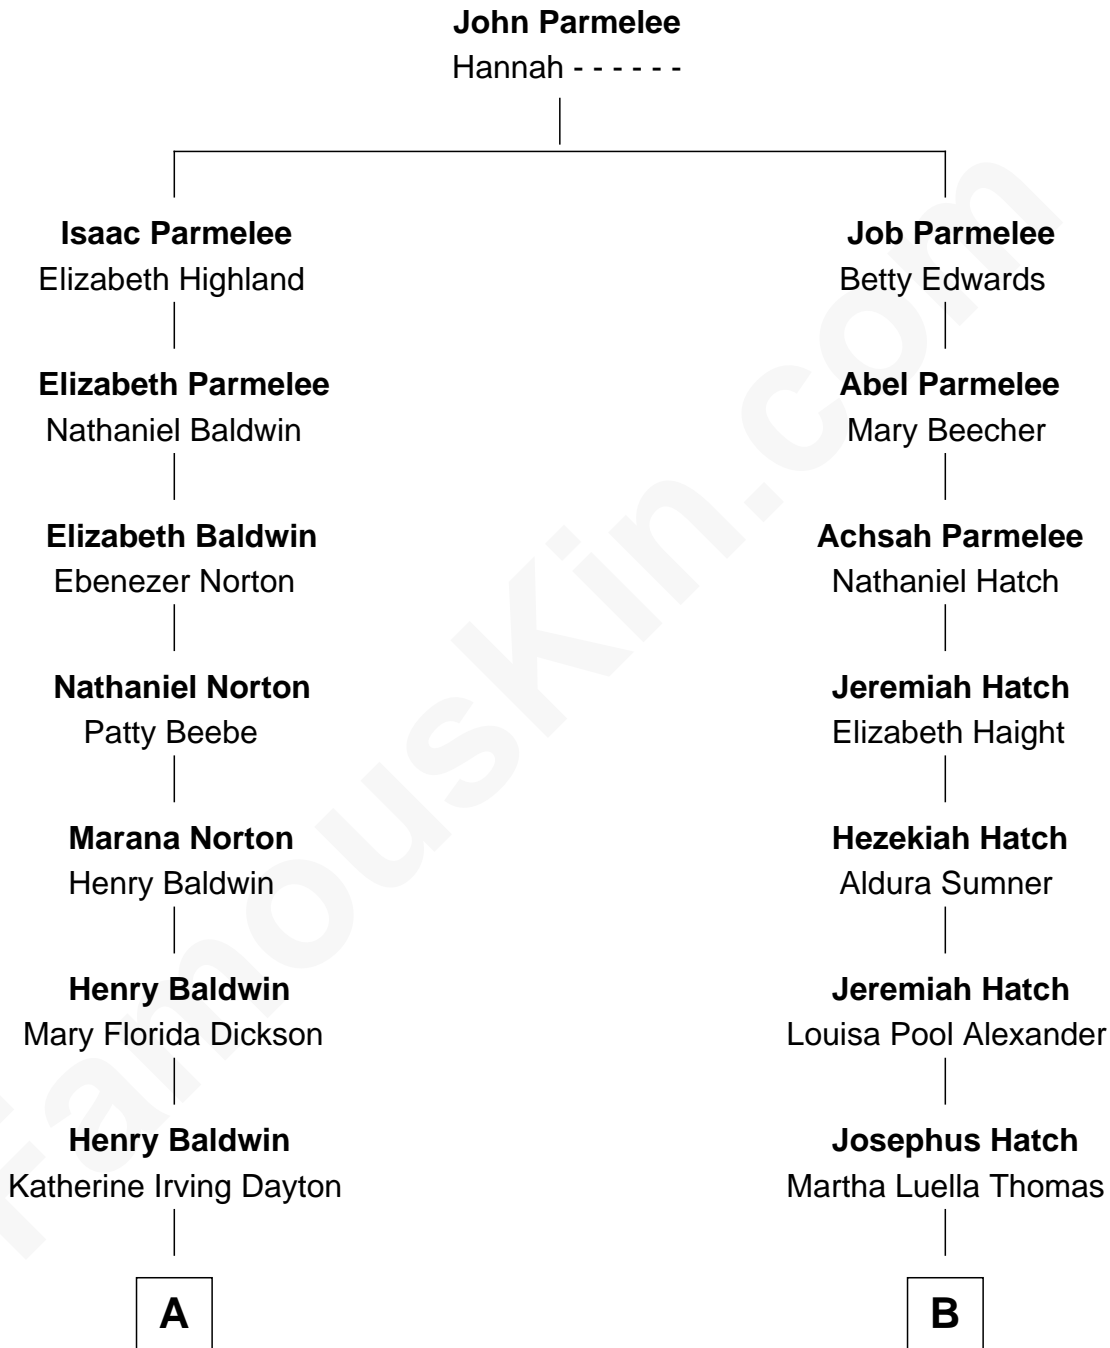 John Parmelee
Hannah - - - - - -
Isaac Parmelee
Elizabeth Highland
Job Parmelee
Betty Edwards
Elizabeth Parmelee
Nathaniel Baldwin
Abel Parmelee
Mary Beecher
Elizabeth Baldwin
Ebenezer Norton
Achsah Parmelee
Nathaniel Hatch
Nathaniel Norton
Patty Beebe
Jeremiah Hatch
Elizabeth Haight
Marana Norton
Henry Baldwin
Hezekiah Hatch
Aldura Sumner
Henry Baldwin
Mary Florida Dickson
Jeremiah Hatch
Louisa Pool Alexander
Henry Baldwin
Katherine Irving Dayton
Josephus Hatch
Martha Luella Thomas
A
B
FamousKin.com